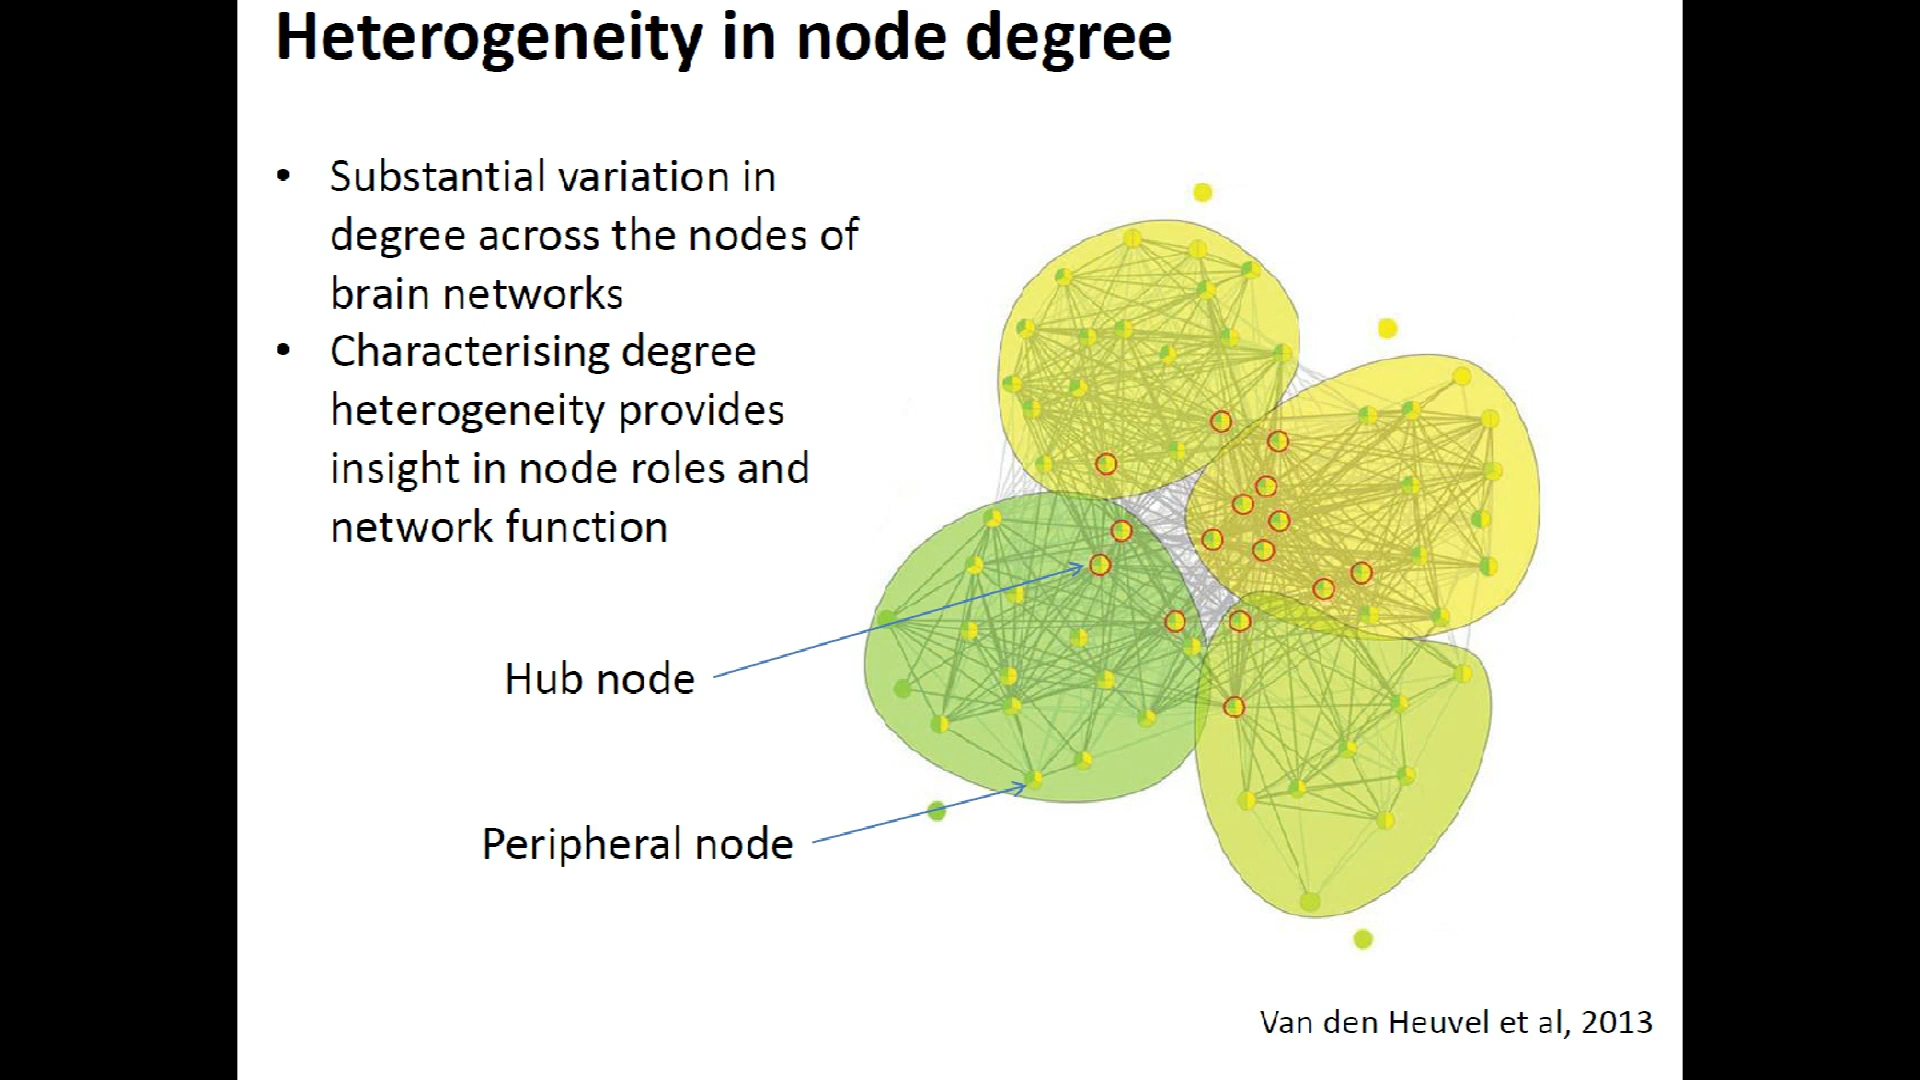 Heterogeneity in node degree
• Substantial variation in
degree across the nodes of
brain networks
• Characterising degree
heterogeneity provides
insight in node roles and
network function
Hub node
Peripheral node
Van den Heuvel et al, 2013